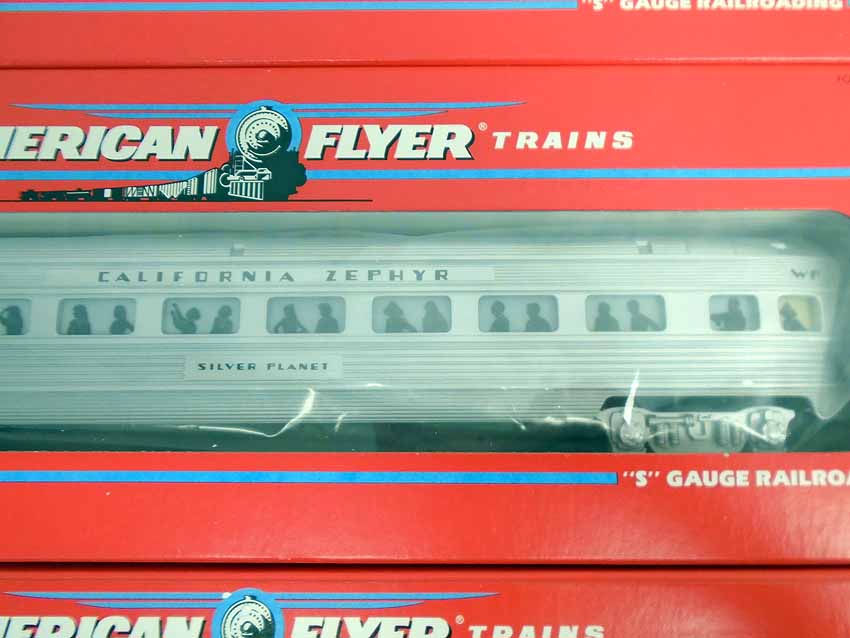 "S" GAUGE RAILROADING
MERICAN FLYER® TRAINS
CALIFORNIA ZEPHYR
WP
SILVER PLANET
"S" GAUGE RAILROA
MERICAN FLYER® TRAINS